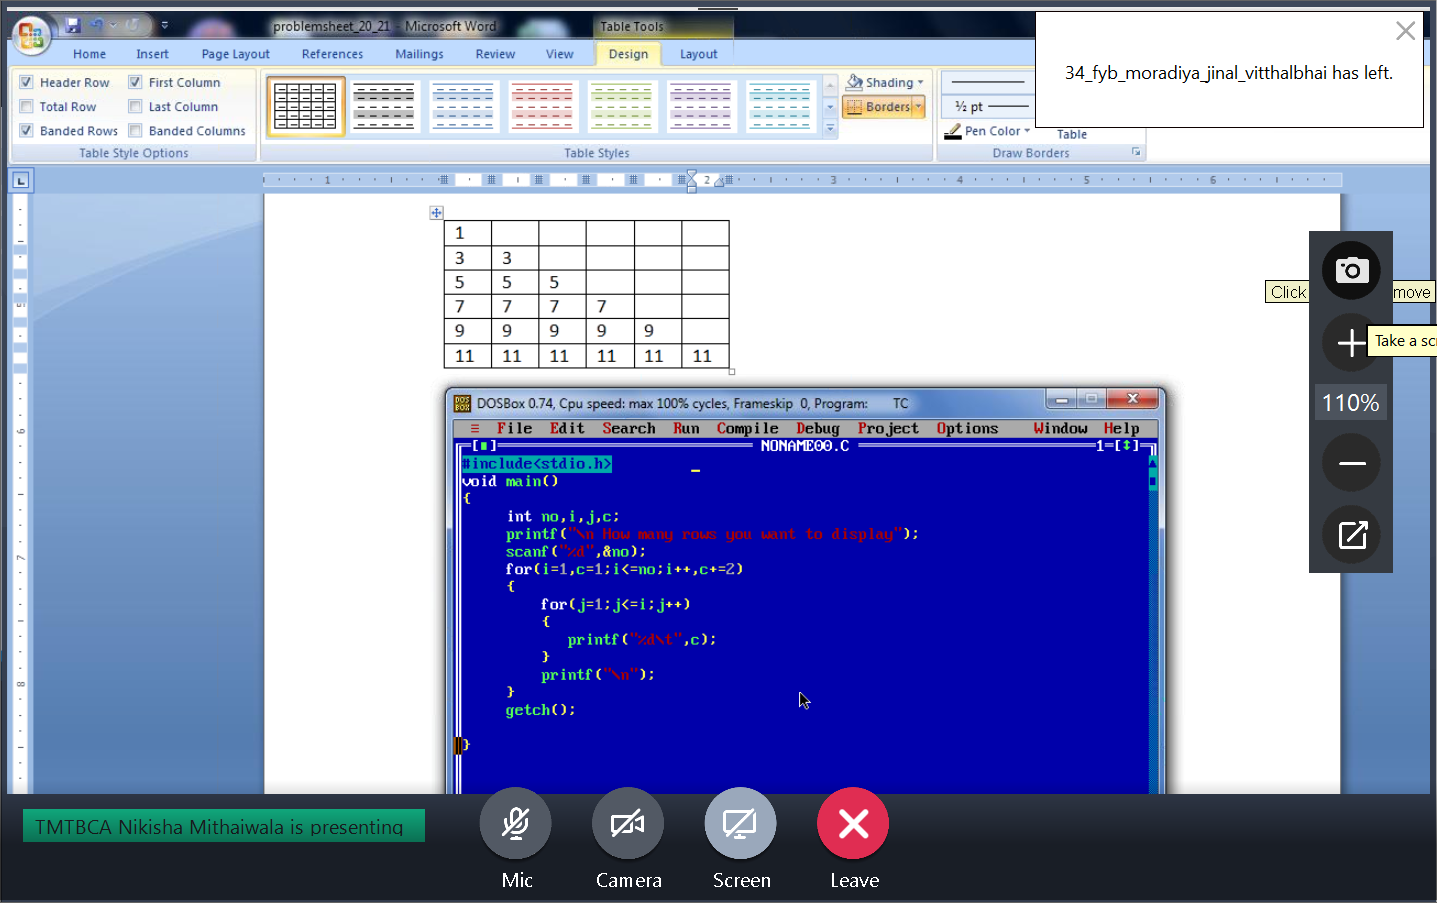 problemsheet_20_21 - Microsoft Word
Table Tools
Home Insert Page Layout References Mailings Review View Design Layout
34_fyb_moradiya_jinal_vitthalbhai has left.
Header Row First Column
Total Row Last Column
Banded Rows Banded Columns
Table Style Options
Table Styles
Shading
Borders
½ pt
Pen Color
Table
Draw Borders
1 2 3 4 5 6
1
3 3
5 5 5
7 7 7 7
9 9 9 9 9
11 11 11 11 11 11
Click move
Take a sc
110%
DOSBox 0.74, Cpu speed: max 100% cycles, Frameskip 0, Program: TC
≡ File Edit Search Run Compile Debug Project Options Window Help
NONAME00.C 1=[↕]
#include<stdio.h>
void main()
{
int no,i,j,c;
printf("\n How many rows you want to display");
scanf("%d",&no);
for(i=1,c=1;i<=no;i++,c+=2)
{
for(j=1;j<=i;j++)
{
printf("%d\t",c);
}
printf("\n");
}
getch();
}
TMTBCA Nikisha Mithaiwala is presenting
Mic Camera Screen Leave